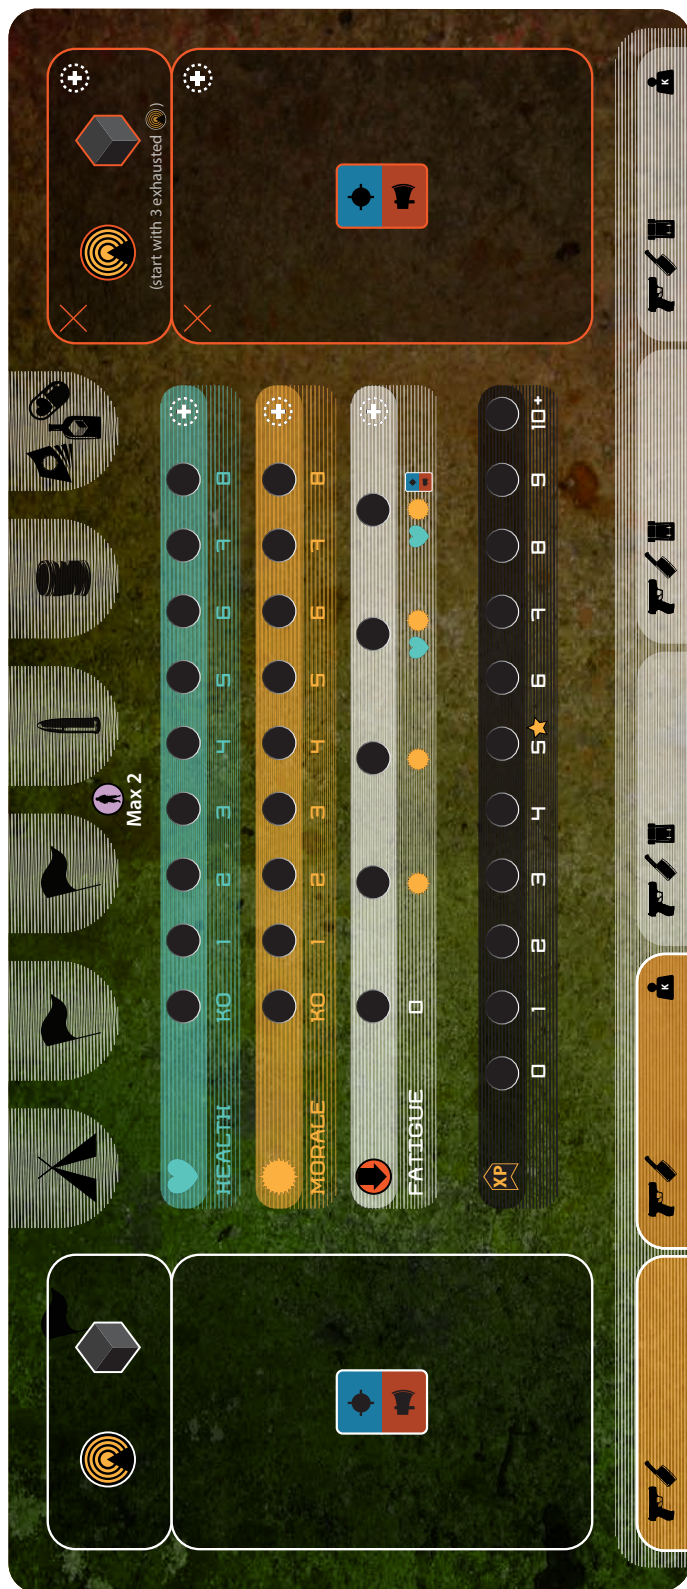 Max 2
(start with 3 exhausted )
HEALTH KO 1 2 3 4 5 6 7 8
MORALE KO 1 2 3 4 5 6 7 8
FATIGUE 0
XP
0 1 2 3 4 5 6 7 8 9 10+
K
K